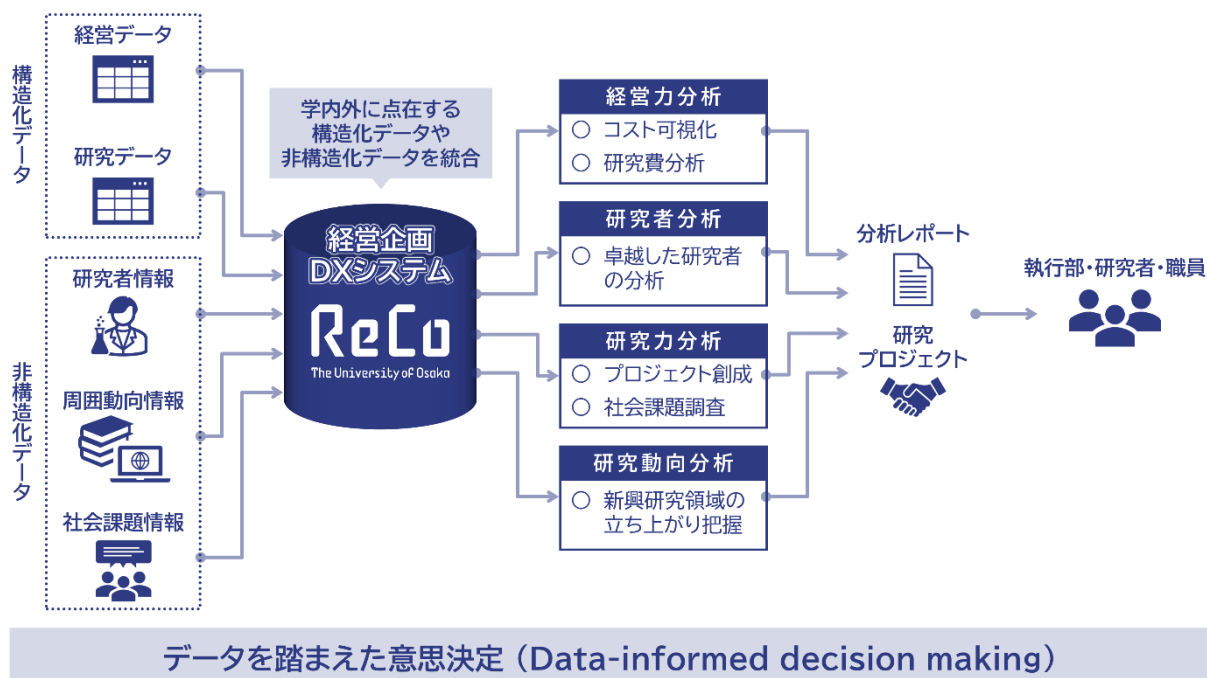 構造化データ
経営データ
研究データ
非構造化データ
研究者情報
周囲動向情報
社会課題情報
学内外に点在する
構造化データや
非構造化データを統合
経営企画
DXシステム
ReCo
The University of Osaka
経営力分析
○ コスト可視化
○ 研究費分析
研究者分析
○ 卓越した研究者
の分析
研究力分析
○ プロジェクト創成
○ 社会課題調査
研究動向分析
○ 新興研究領域の
立ち上がり把握
分析レポート
研究
プロジェクト
執行部・研究者・職員
データを踏まえた意思決定（Data-informed decision making）